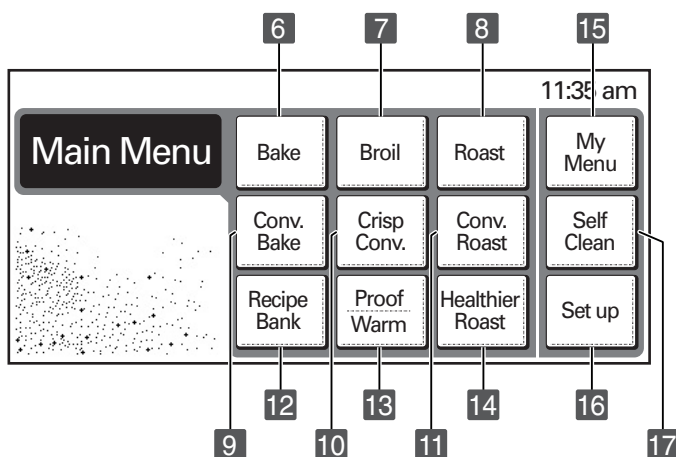 6 7 8 15
11:35 am
Main Menu
Bake
Broil
Roast
My
Menu
Conv.
Bake
Crisp
Conv.
Conv.
Roast
Self
Clean
Recipe
Bank
Proof
Warm
Healthier
Roast
Set up
12 13 14 16
9 10 11 17